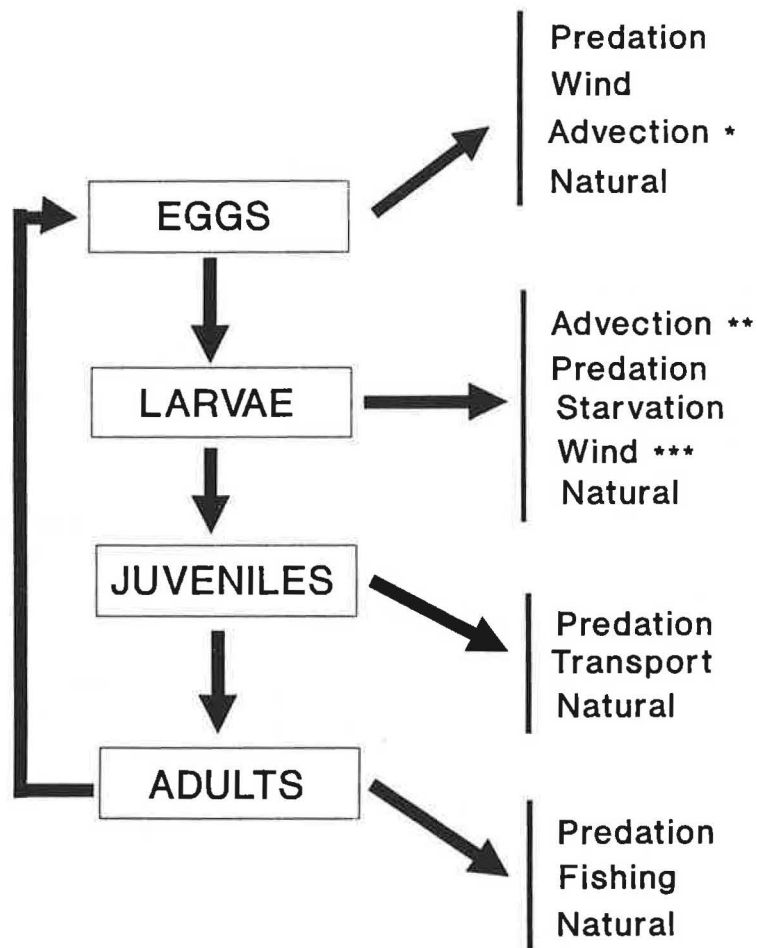 Predation
Wind
Advection *
Natural
EGGS
Advection **
Predation
Starvation
Wind ***
Natural
LARVAE
JUVENILES
Predation
Transport
Natural
ADULTS
Predation
Fishing
Natural